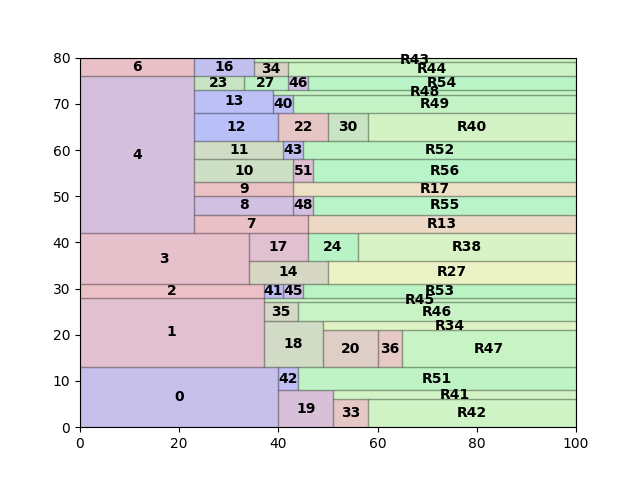 R43
80 6 16 34 R44
23 27 46 R54
R48
70 13 40 R49
12 22 30 R40
60 11 43 R52
4
10 51 R56
50 9 R17
8 48 R55
7 R13
40 17 24 R38
3
14 R27
30 2 41 45 R53
R45
35 R46
R34
20 1 18 20 36 R47
10 42 R51
0 R41
19 33 R42
0
0 20 40 60 80 100